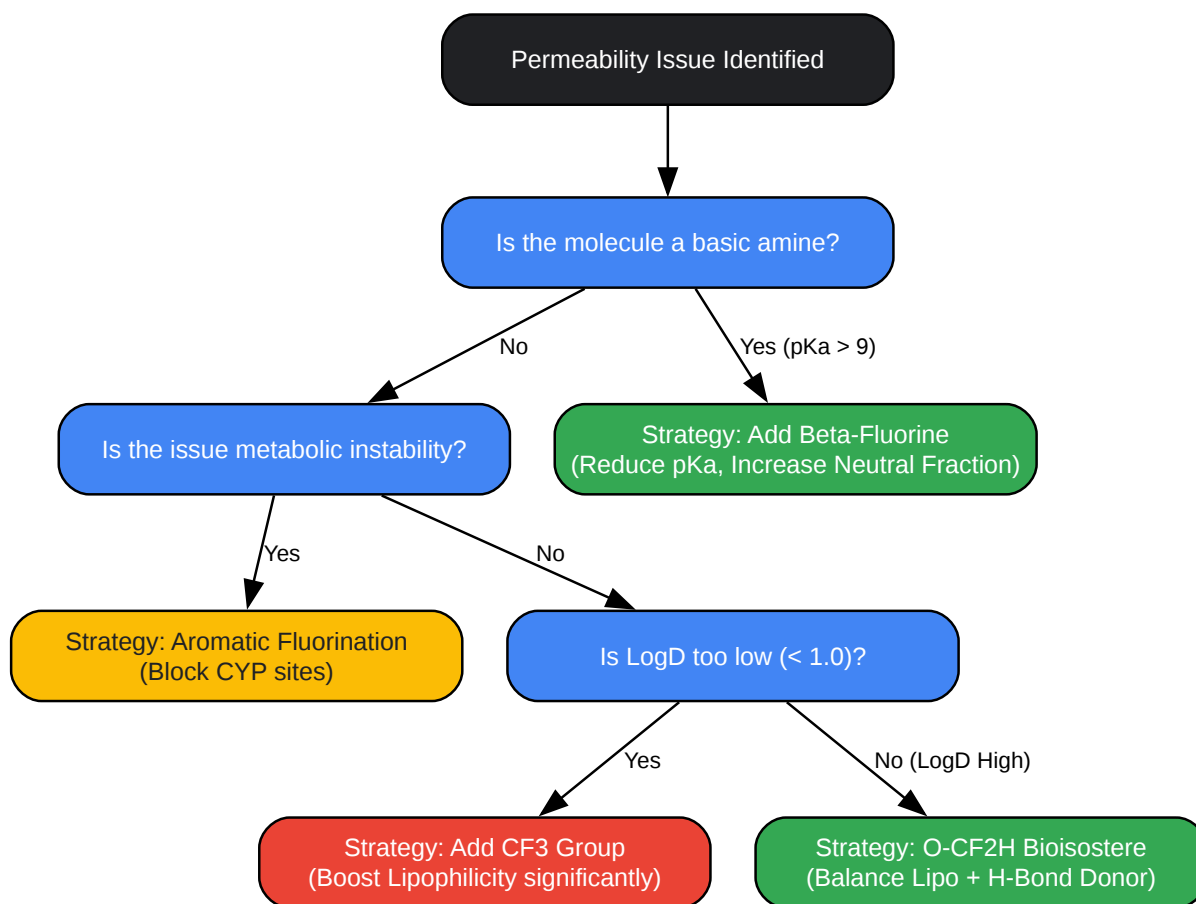 Permeability Issue Identified
Is the molecule a basic amine?
No
Yes (pKa > 9)
Is the issue metabolic instability?
Strategy: Add Beta-Fluorine
(Reduce pKa, Increase Neutral Fraction)
Yes
No
Strategy: Aromatic Fluorination
(Block CYP sites)
Is LogD too low (< 1.0)?
Yes
No (LogD High)
Strategy: Add CF3 Group
(Boost Lipophilicity significantly)
Strategy: O-CF2H Bioisostere
(Balance Lipo + H-Bond Donor)